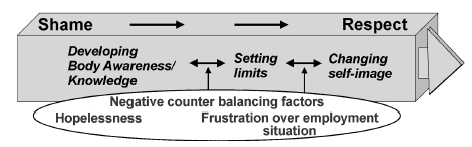 Shame Respect
Developing
Body Awareness/
Knowledge
Setting
limits
Changing
self-image
Negative counter balancing factors
Hopelessness
Frustration over employment
situation